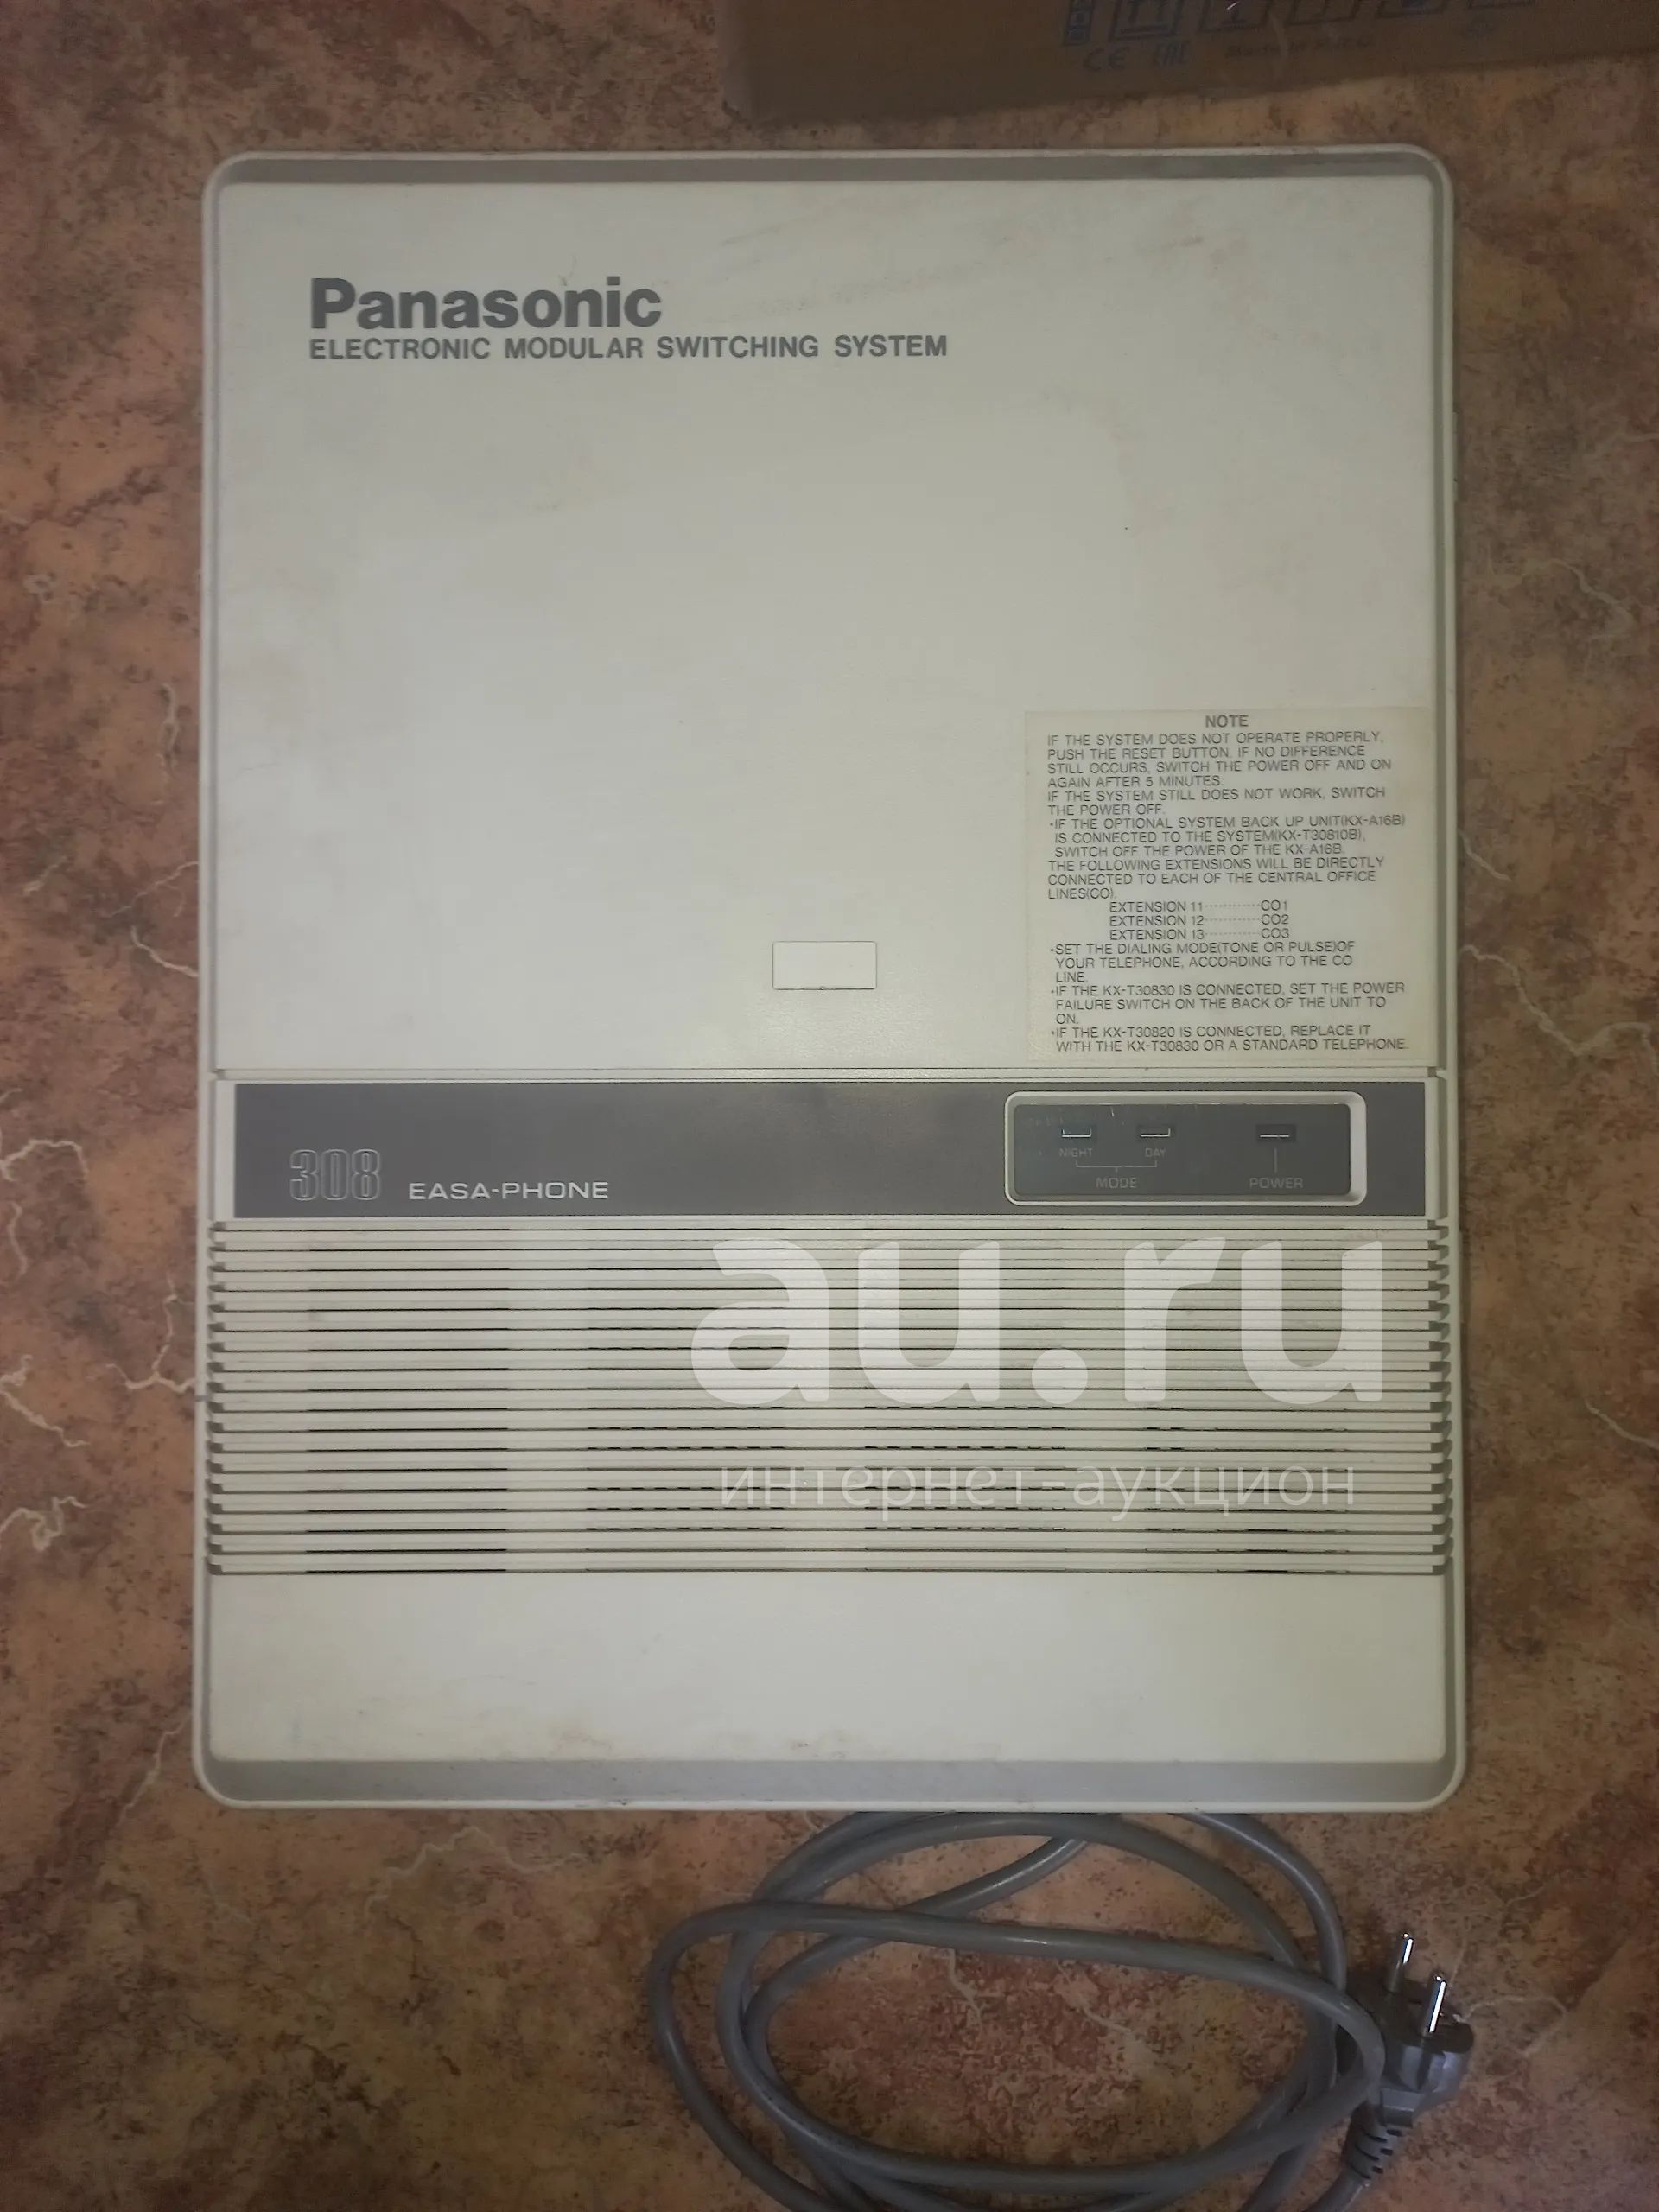 CE EAC
Panasonic
ELECTRONIC MODULAR SWITCHING SYSTEM
NOTE
IF THE SYSTEM DOES NOT OPERATE PROPERLY,
PUSH THE RESET BUTTON. IF NO DIFFERENCE
STILL OCCURS, SWITCH THE POWER OFF AND ON
AGAIN AFTER 5 MINUTES.
IF THE SYSTEM STILL DOES NOT WORK, SWITCH
THE POWER OFF.
•IF THE OPTIONAL SYSTEM BACK UP UNIT(KX-A16B)
IS CONNECTED TO THE SYSTEM(KX-T30810B),
SWITCH OFF THE POWER OF THE KX-A16B.
THE FOLLOWING EXTENSIONS WILL BE DIRECTLY
CONNECTED TO EACH OF THE CENTRAL OFFICE
LINES(CO).
EXTENSION 11···········CO1
EXTENSION 12···········CO2
EXTENSION 13···········CO3
•SET THE DIALING MODE(TONE OR PULSE)OF
YOUR TELEPHONE, ACCORDING TO THE CO
LINE.
•IF THE KX-T30830 IS CONNECTED, SET THE POWER
FAILURE SWITCH ON THE BACK OF THE UNIT TO
ON.
•IF THE KX-T30820 IS CONNECTED, REPLACE IT
WITH THE KX-T30830 OR A STANDARD TELEPHONE.
308 EASA-PHONE
NIGHT DAY
MODE POWER
au.ru
интернет-аукцион